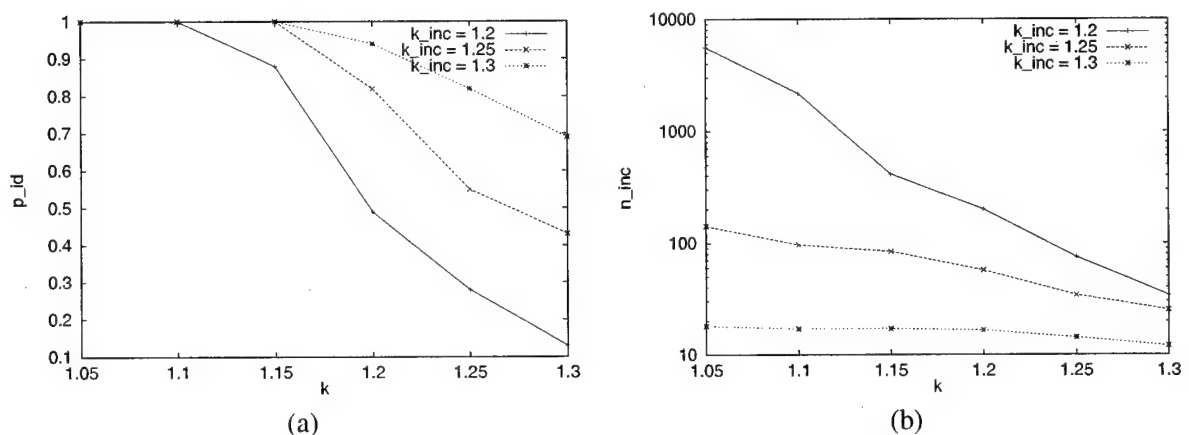 1
0.9
0.8
0.7
0.6
0.5
0.4
0.3
0.2
0.1
p_id
1.05 1.1 1.15 1.2 1.25 1.3
k
k_inc = 1.2
k_inc = 1.25
k_inc = 1.3
(a)
10000
1000
100
10
n_inc
1.05 1.1 1.15 1.2 1.25 1.3
k
k_inc = 1.2
k_inc = 1.25
k_inc = 1.3
(b)